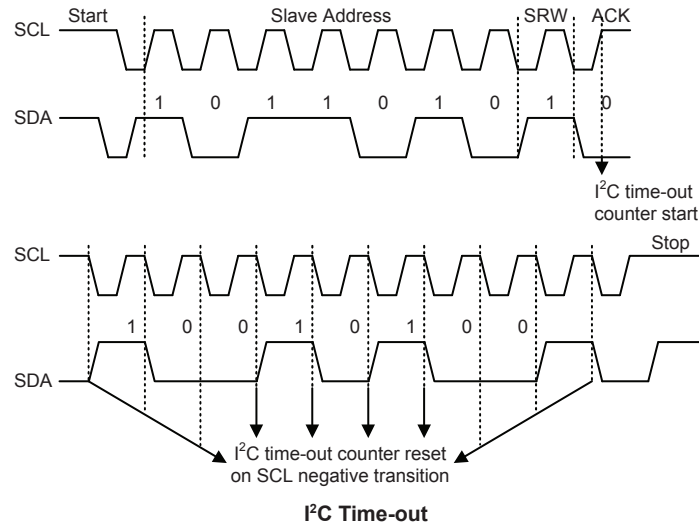 Start Slave Address SRW ACK
SCL
1 0 1 1 0 1 0 1 0
SDA
I²C time-out
counter start
Stop
SCL
1 0 0 1 0 1 0 0
SDA
I²C time-out counter reset
on SCL negative transition
I²C Time-out